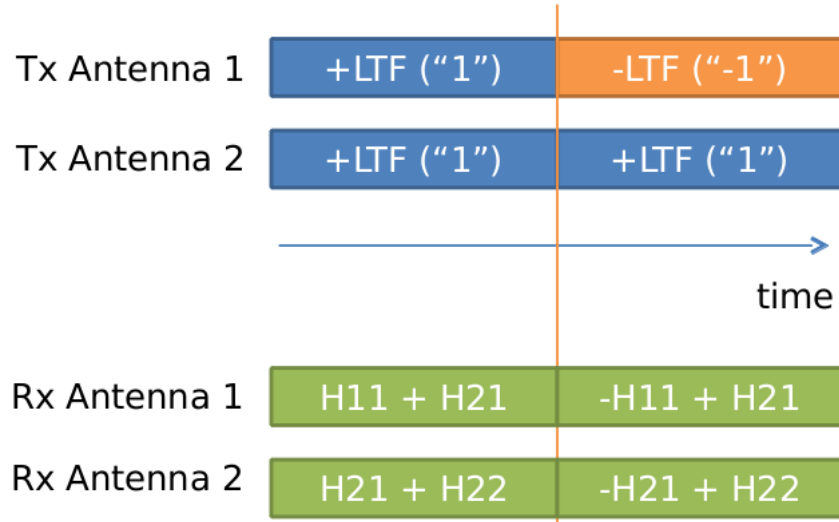 Tx Antenna 1 +LTF (“1”) -LTF (“-1”)
Tx Antenna 2 +LTF (“1”) +LTF (“1”)
time
Rx Antenna 1 H11 + H21 -H11 + H21
Rx Antenna 2 H21 + H22 -H21 + H22